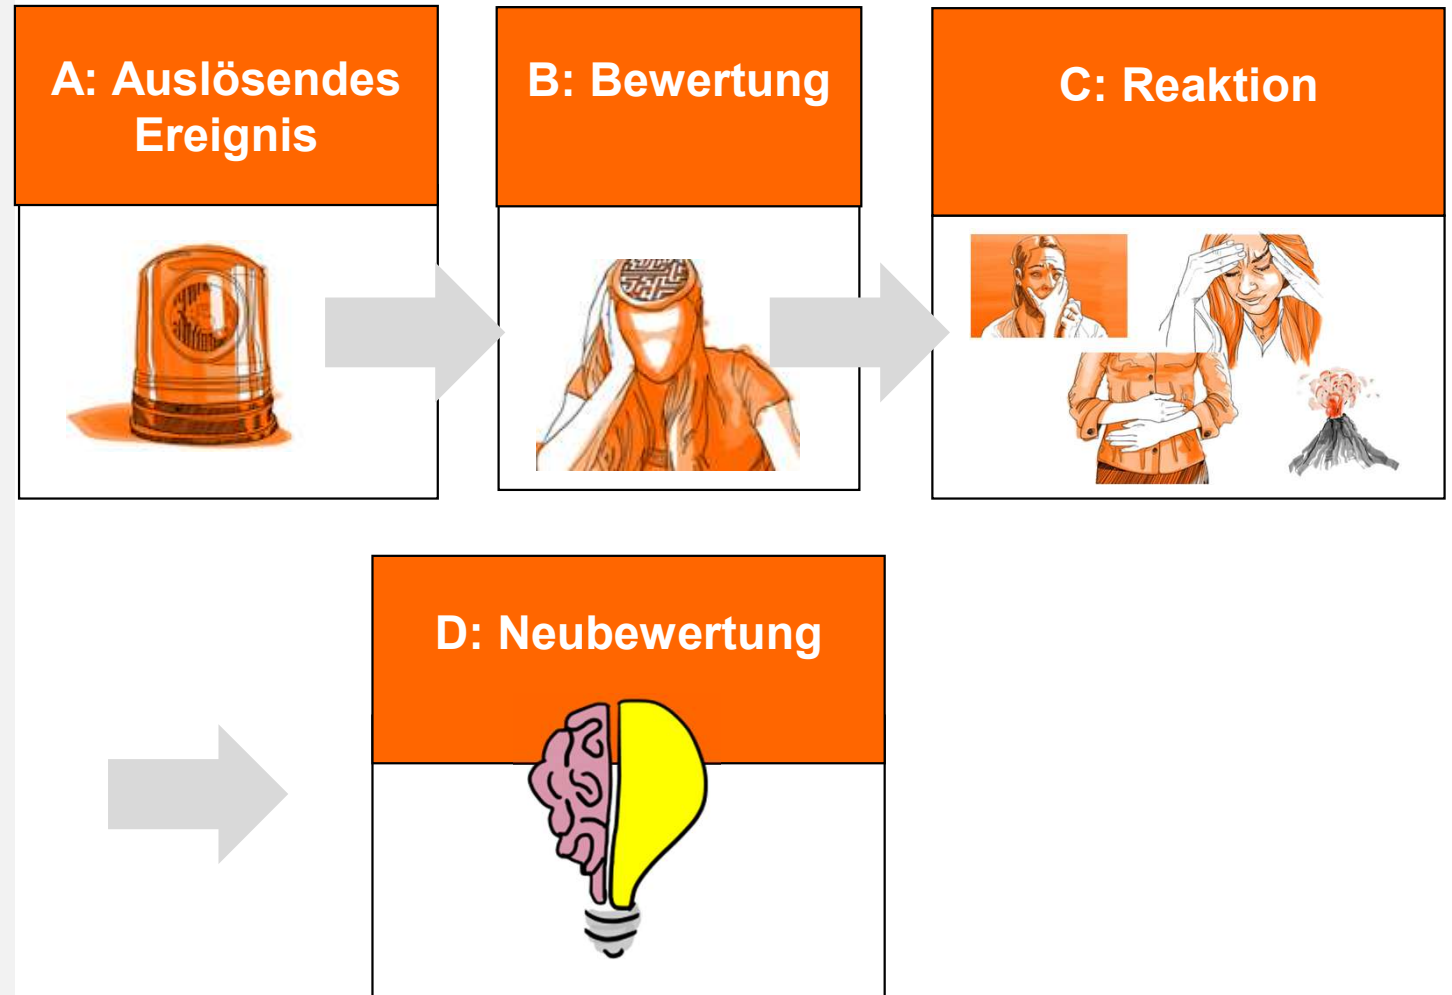 A: Auslösendes
Ereignis
B: Bewertung
C: Reaktion
D: Neubewertung